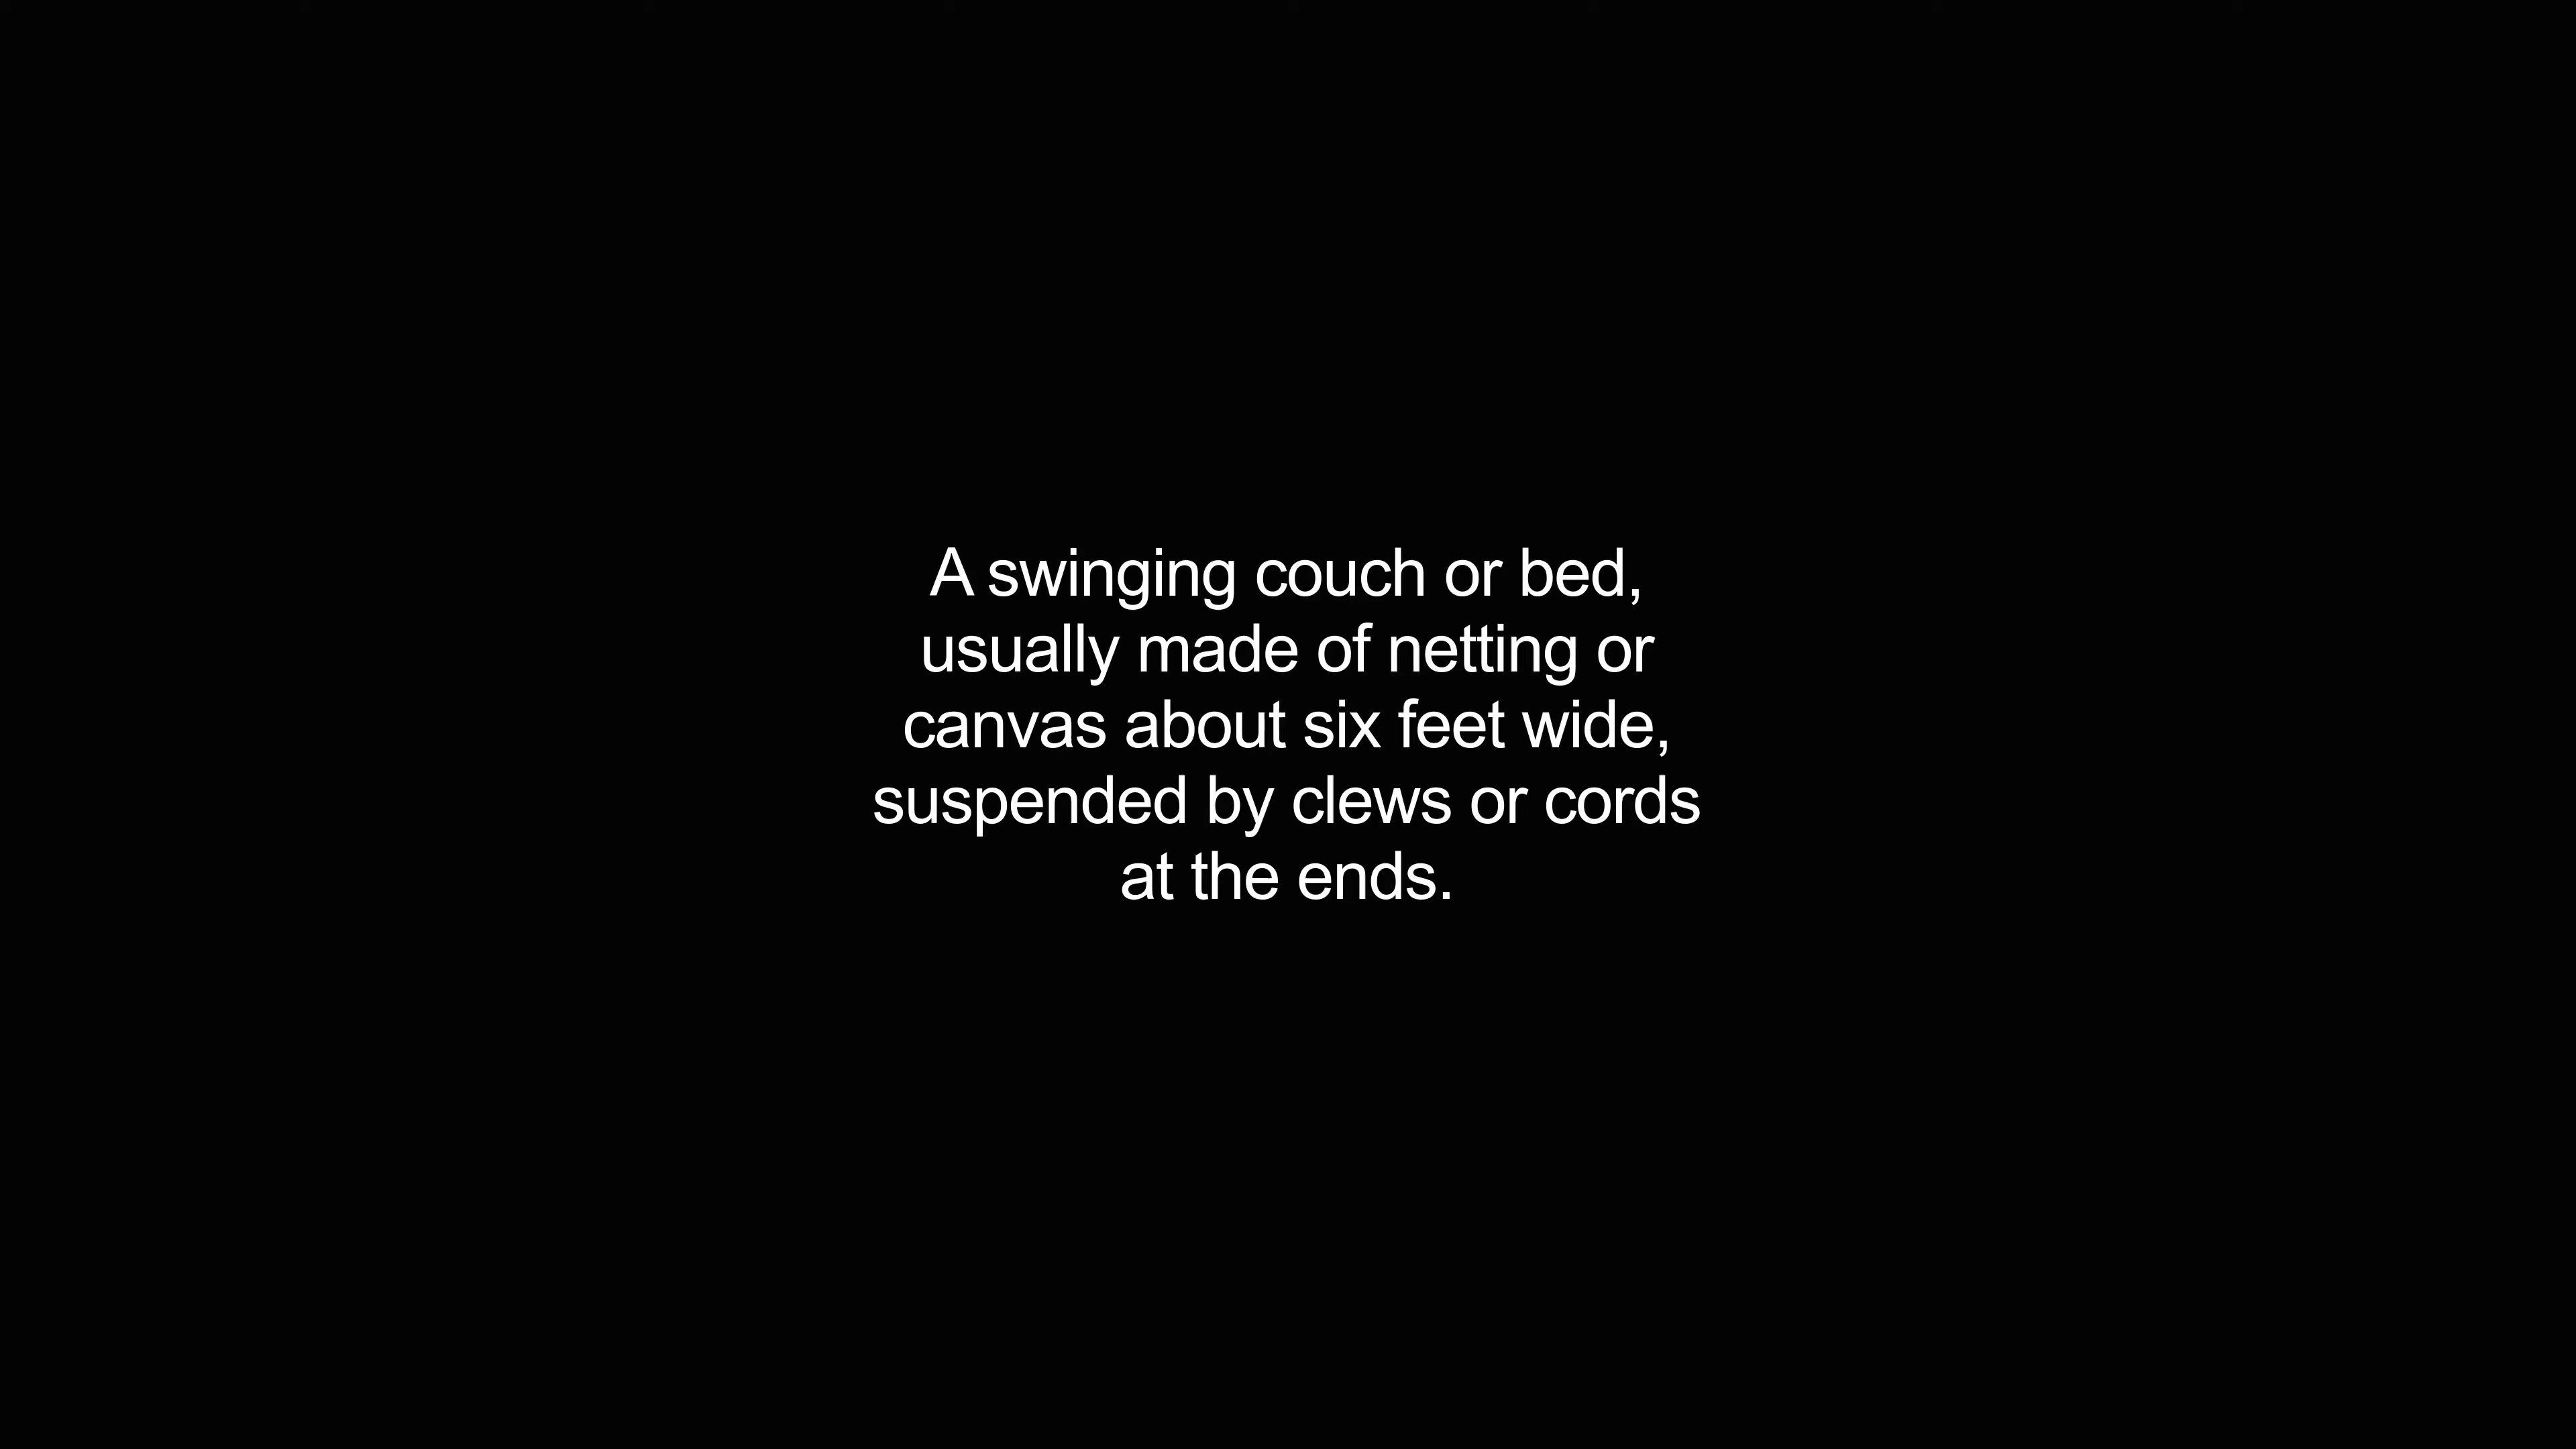 A swinging couch or bed,
usually made of netting or
canvas about six feet wide,
suspended by clews or cords
at the ends.